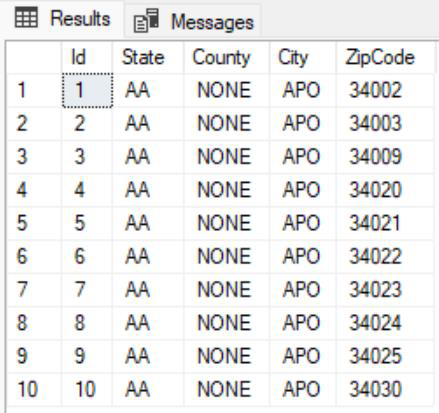 Results Messages
Id State County City ZipCode
1 1 AA NONE APO 34002
2 2 AA NONE APO 34003
3 3 AA NONE APO 34009
4 4 AA NONE APO 34020
5 5 AA NONE APO 34021
6 6 AA NONE APO 34022
7 7 AA NONE APO 34023
8 8 AA NONE APO 34024
9 9 AA NONE APO 34025
10 10 AA NONE APO 34030